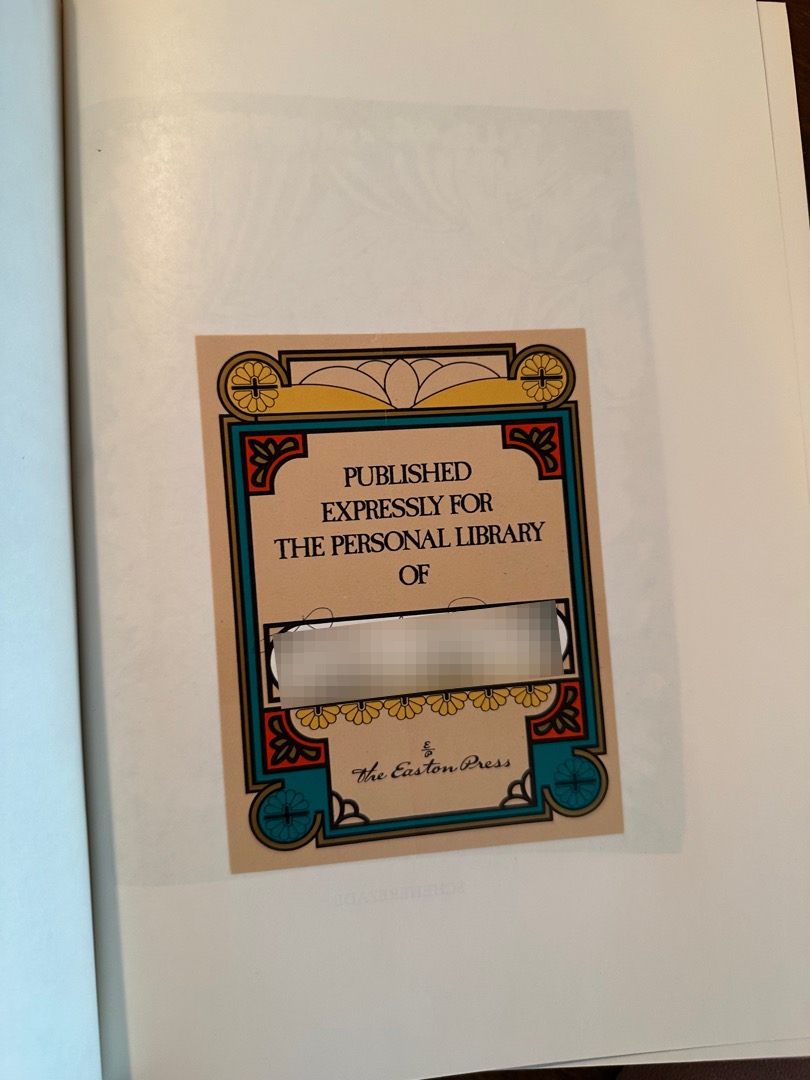 PUBLISHED
EXPRESSLY FOR
THE PERSONAL LIBRARY
OF
E/P
the Easton Press